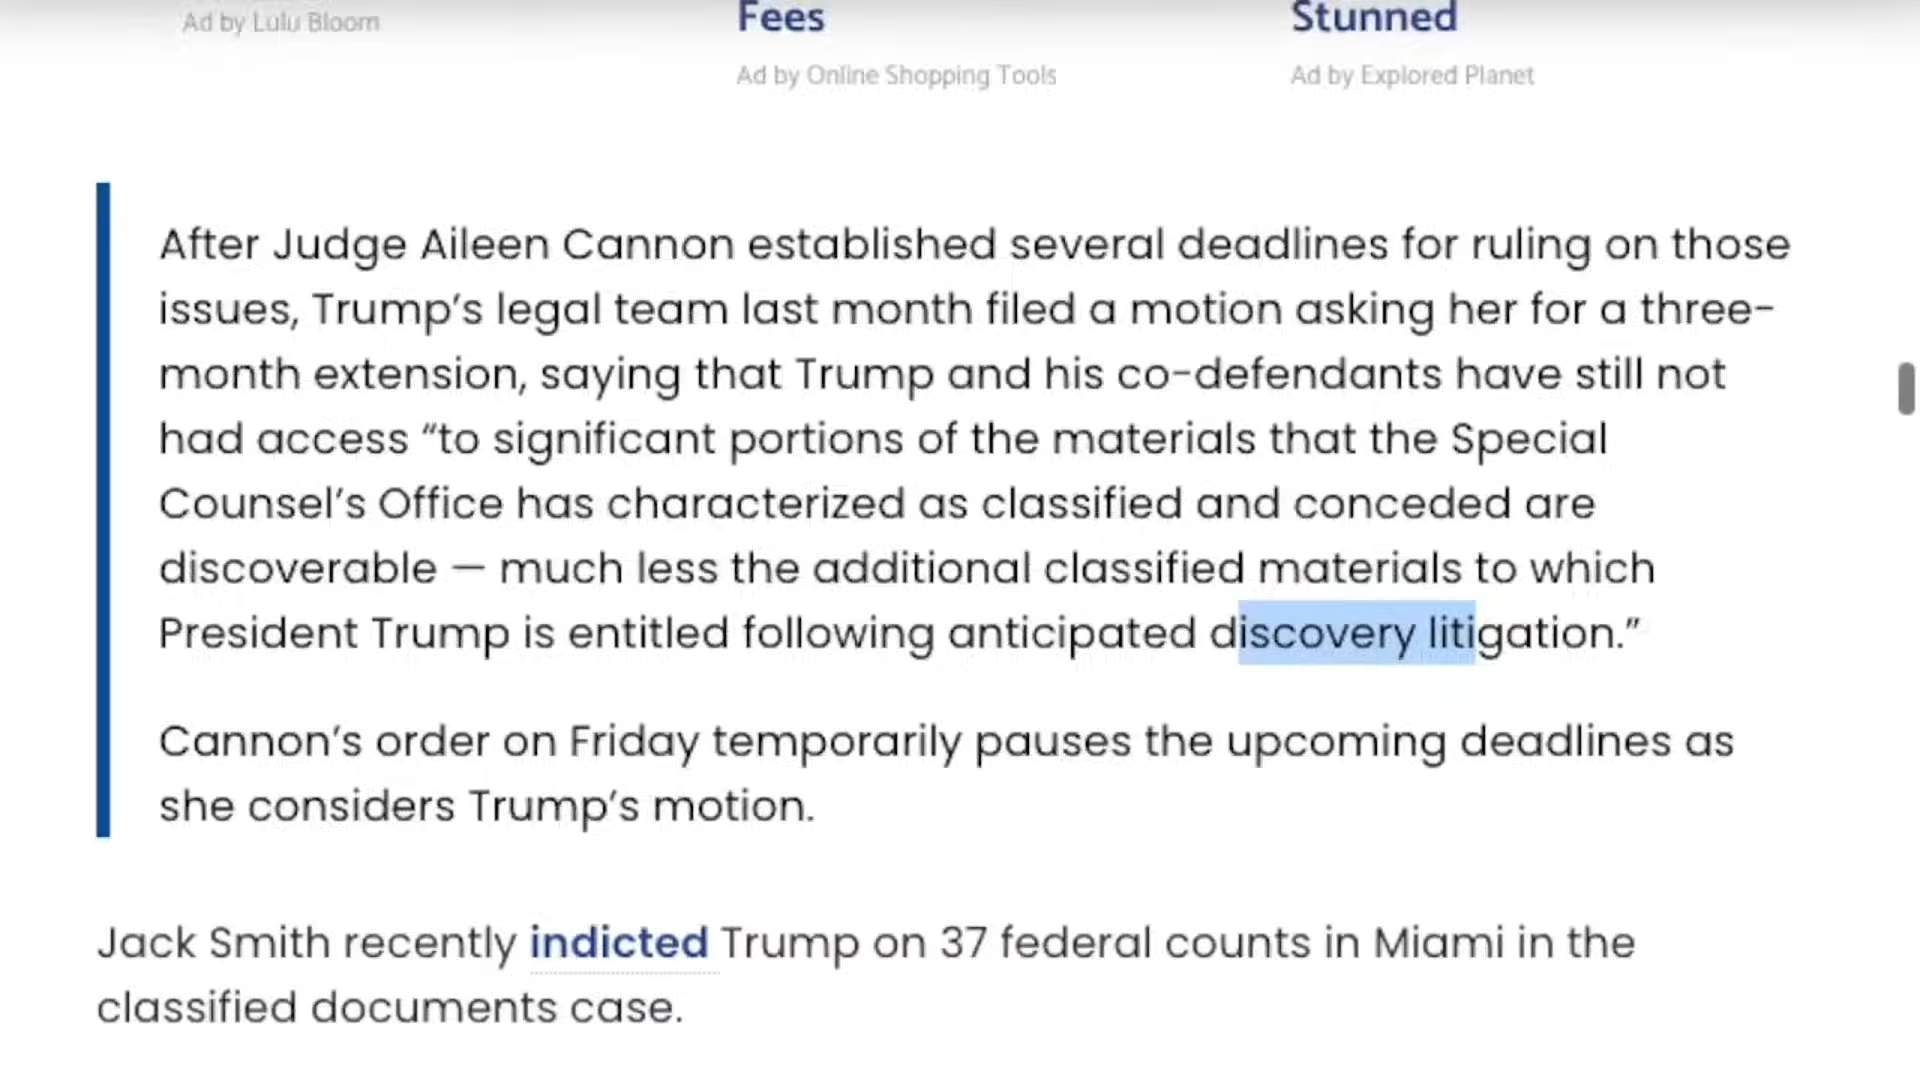 Ad by Lulu Bloom
Fees
Ad by Online Shopping Tools
Stunned
Ad by Explored Planet
After Judge Aileen Cannon established several deadlines for ruling on those
issues, Trump’s legal team last month filed a motion asking her for a three-
month extension, saying that Trump and his co-defendants have still not
had access “to significant portions of the materials that the Special
Counsel’s Office has characterized as classified and conceded are
discoverable — much less the additional classified materials to which
President Trump is entitled following anticipated discovery litigation.”
Cannon’s order on Friday temporarily pauses the upcoming deadlines as
she considers Trump’s motion.
Jack Smith recently indicted Trump on 37 federal counts in Miami in the
classified documents case.